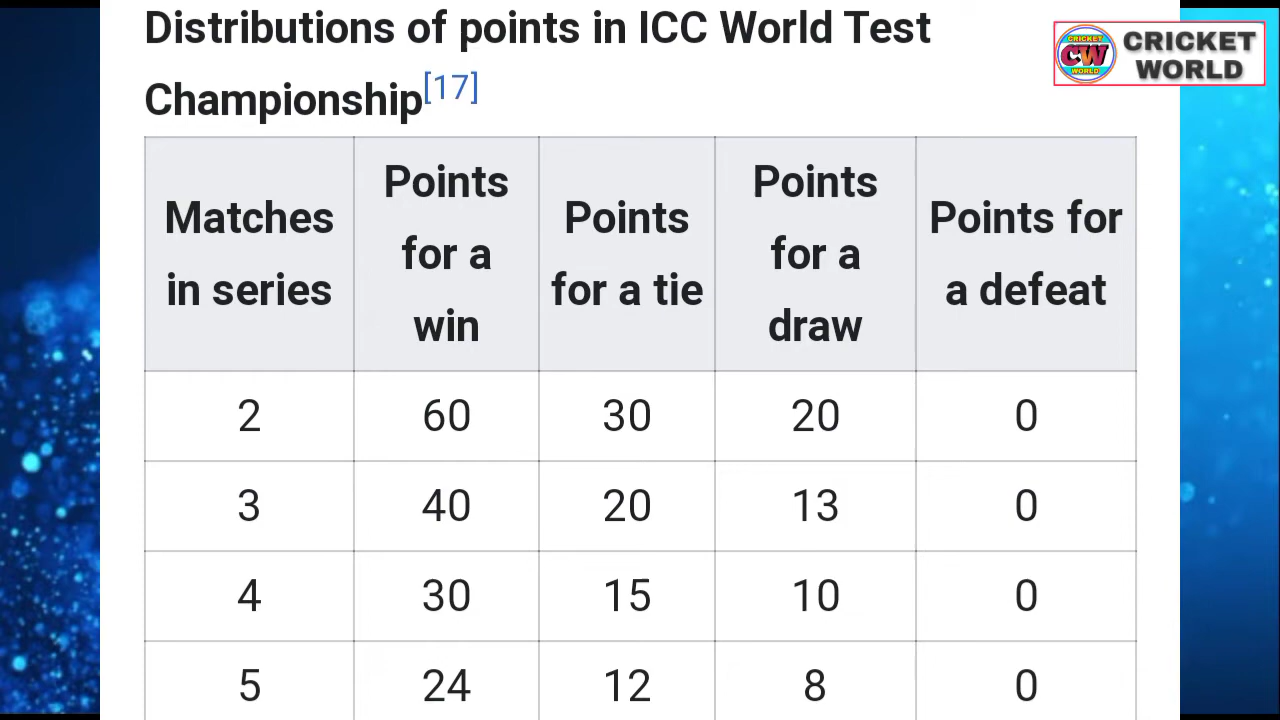 Distributions of points in ICC World Test
Championship[17]
CRICKET
CW
WORLD
CRICKET
WORLD
Matches
in series
Points
for a
win
Points
for a tie
Points
for a
draw
Points for
a defeat
2 60 30 20 0
3 40 20 13 0
4 30 15 10 0
5 24 12 8 0